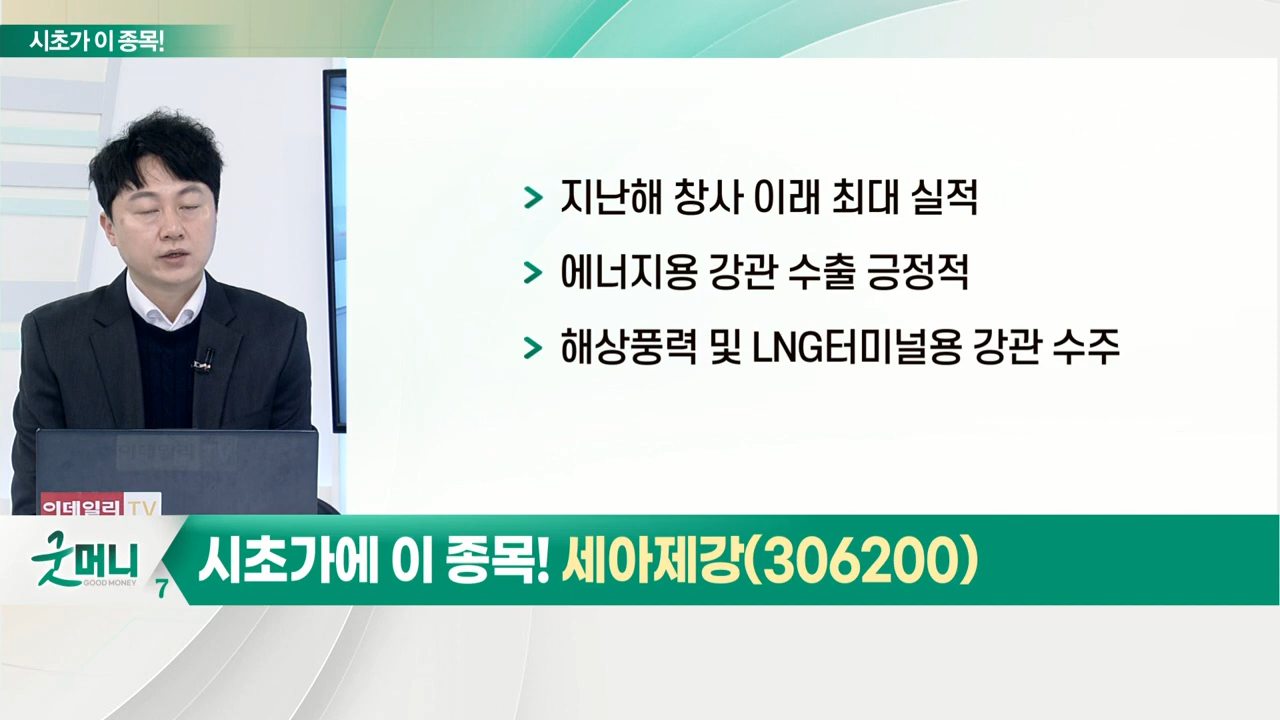 시초가 이 종목!
> 지난해 창사 이래 최대 실적
> 에너지용 강관 수출 긍정적
> 해상풍력 및 LNG터미널용 강관 수주
이데일리 TV
굿머니
GOOD MONEY
7
시초가에 이 종목! 세아제강(306200)